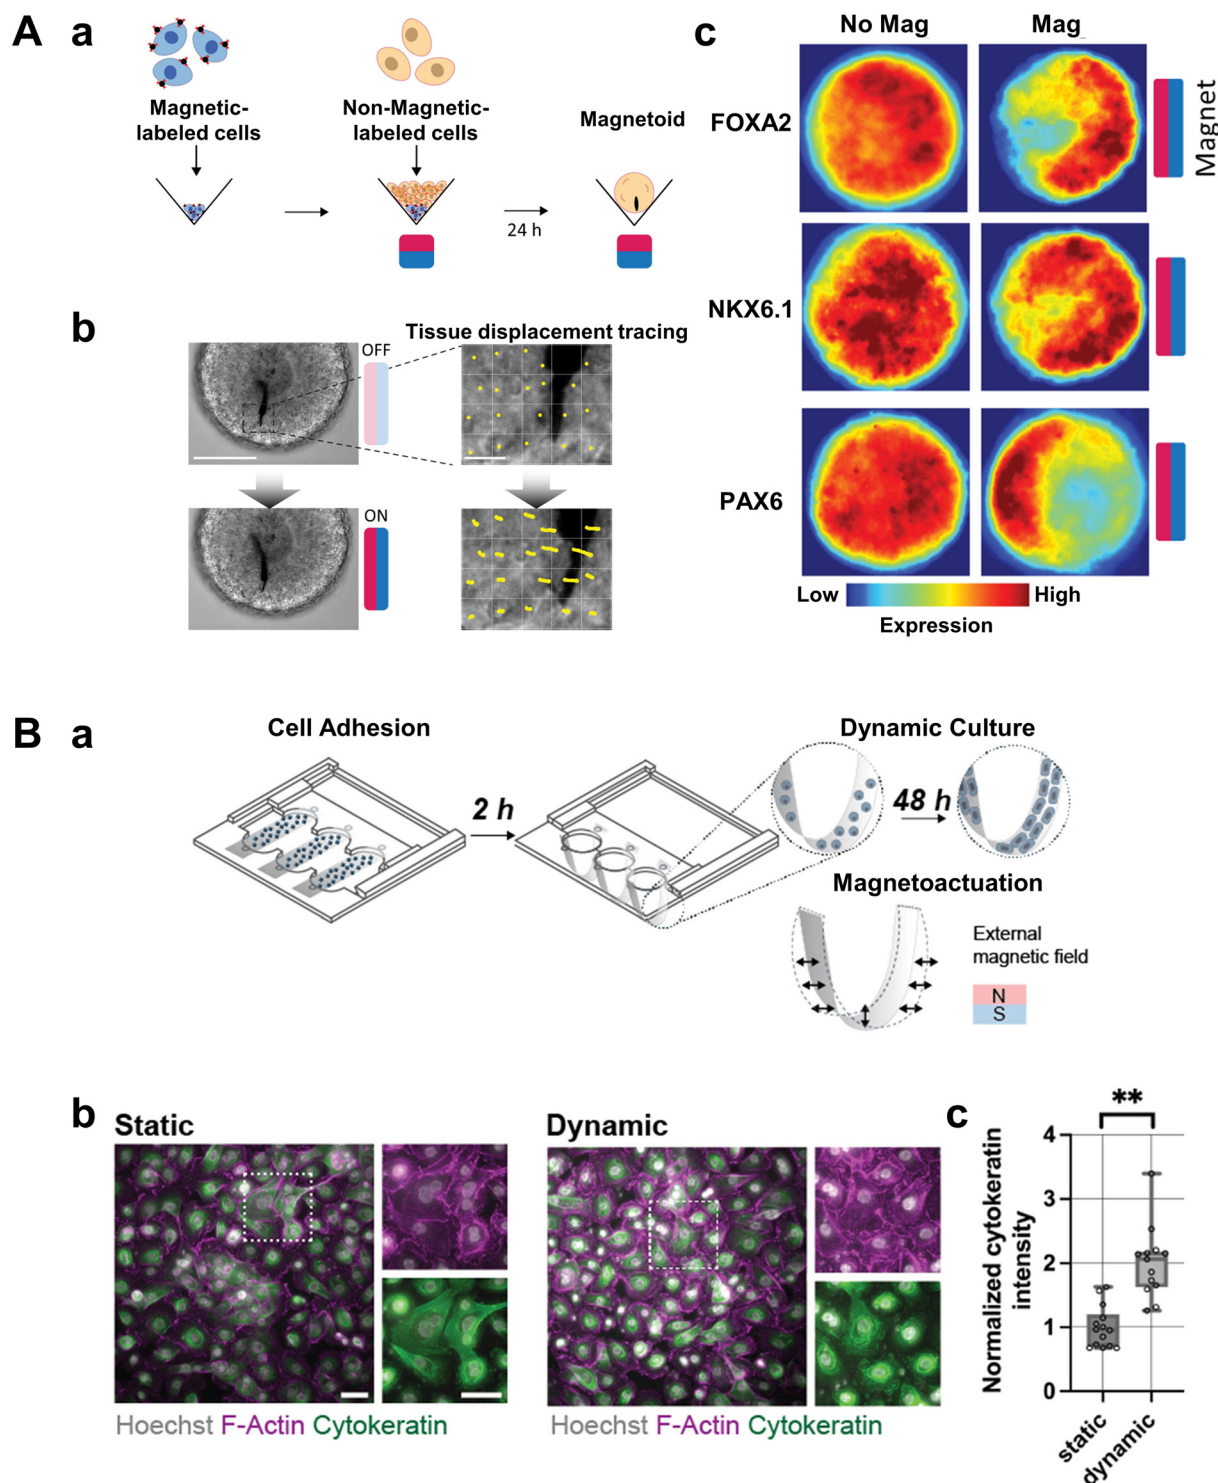 A
a
Magnetic-
labeled cells
Non-Magnetic-
labeled cells
Magnetoid
24 h
b
OFF
Tissue displacement tracing
ON
c
No Mag
Mag_
FOXA2
NKX6.1
PAX6
Magnet
Low
High
Expression
B
a
Cell Adhesion
2 h
Dynamic Culture
48 h
Magnetoactuation
External
magnetic field
N
S
b
Static
Hoechst F-Actin Cytokeratin
Dynamic
Hoechst F-Actin Cytokeratin
c
**
Normalized cytokeratin
intensity
4
3
2
1
0
static
dynamic